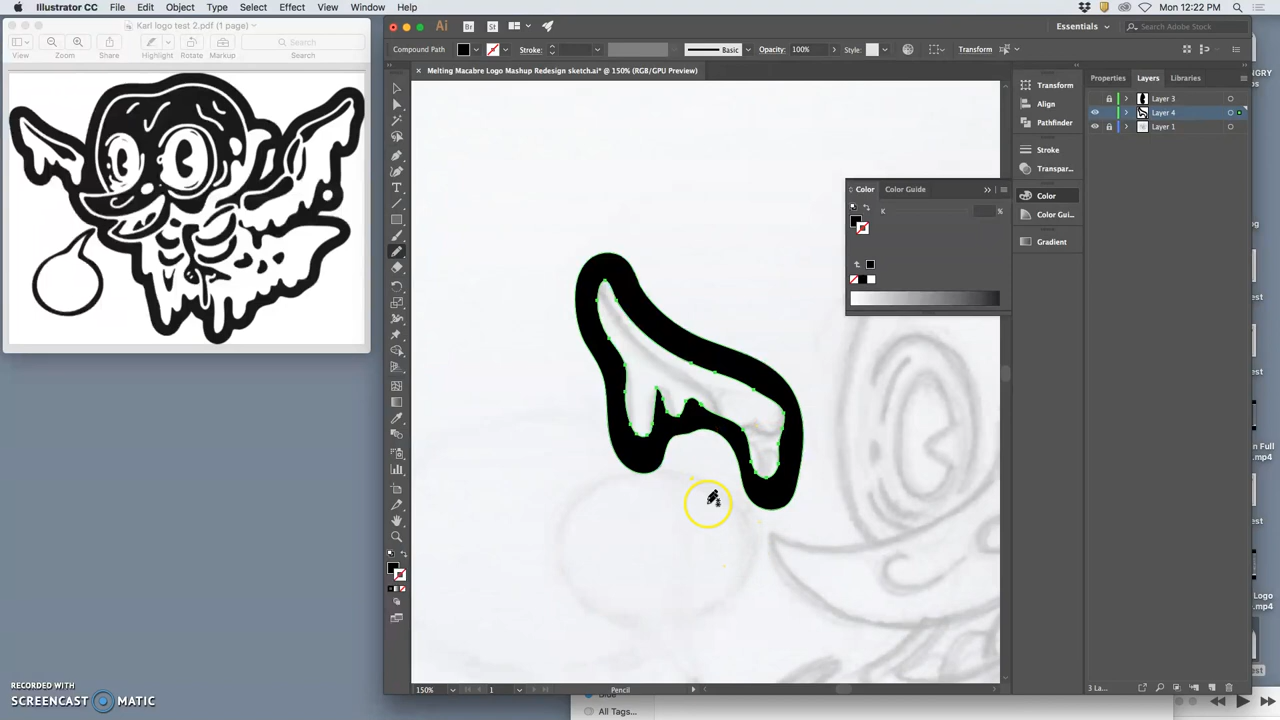 Illustrator CC File Edit Object Type Select Effect View Window Help
Mon 12:22 PM
Karl logo test 2.pdf (1 page)
Search
View Zoom Share Highlight Rotate Markup Search
Essentials
Search Adobe Stock
Compound Path Stroke: Basic Opacity: 100% Style: Transform
Melting Macabre Logo Mashup Redesign sketch.ai* @ 150% (RGB/GPU Preview)
Properties Layers Libraries
Layer 3
Layer 4
Layer 1
Transform
Align
Pathfinder
Stroke
Transpar...
Color
Color Gui...
Gradient
Color Color Guide
K %
150% 1 Pencil
3 La...
All Tags...
RECORDED WITH
SCREENCAST MATIC